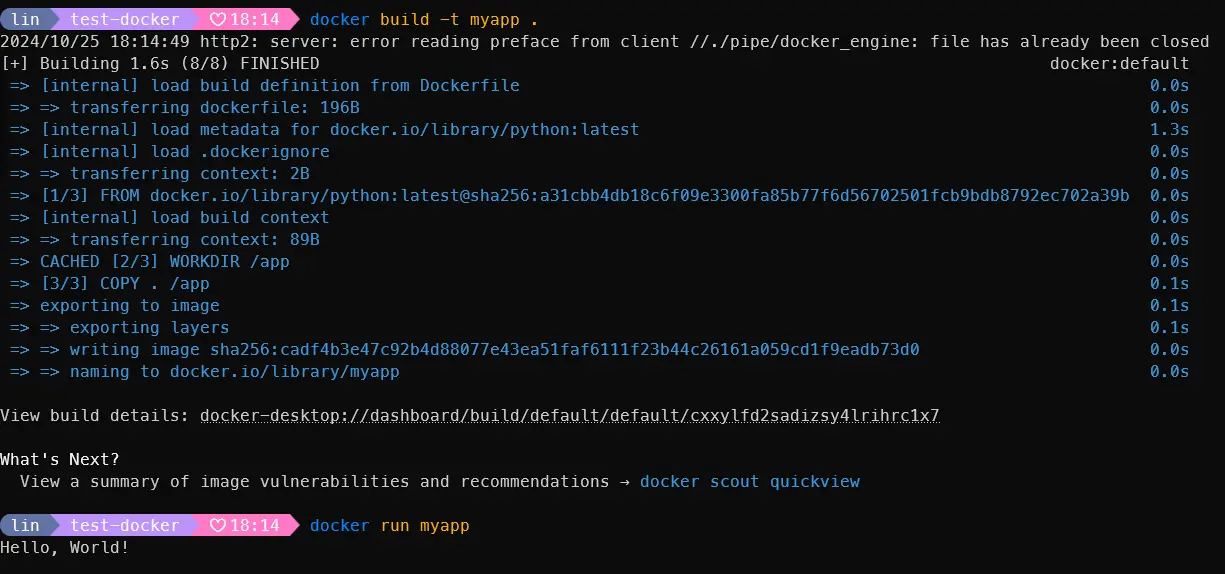 lin test-docker ♡18:14 docker build -t myapp .
2024/10/25 18:14:49 http2: server: error reading preface from client //./pipe/docker_engine: file has already been closed
[+] Building 1.6s (8/8) FINISHED docker:default
=> [internal] load build definition from Dockerfile 0.0s
=> => transferring dockerfile: 196B 0.0s
=> [internal] load metadata for docker.io/library/python:latest 1.3s
=> [internal] load .dockerignore 0.0s
=> => transferring context: 2B 0.0s
=> [1/3] FROM docker.io/library/python:latest@sha256:a31cbb4db18c6f09e3300fa85b77f6d56702501fcb9bdb8792ec702a39b 0.0s
=> [internal] load build context 0.0s
=> => transferring context: 89B 0.0s
=> CACHED [2/3] WORKDIR /app 0.0s
=> [3/3] COPY . /app 0.1s
=> exporting to image 0.1s
=> => exporting layers 0.1s
=> => writing image sha256:cadf4b3e47c92b4d88077e43ea51faf6111f23b44c26161a059cd1f9eadb73d0 0.0s
=> => naming to docker.io/library/myapp 0.0s
View build details: docker-desktop://dashboard/build/default/default/cxxylfd2sadizsy4lrihrc1x7
What's Next?
View a summary of image vulnerabilities and recommendations → docker scout quickview
lin test-docker ♡18:14 docker run myapp
Hello, World!